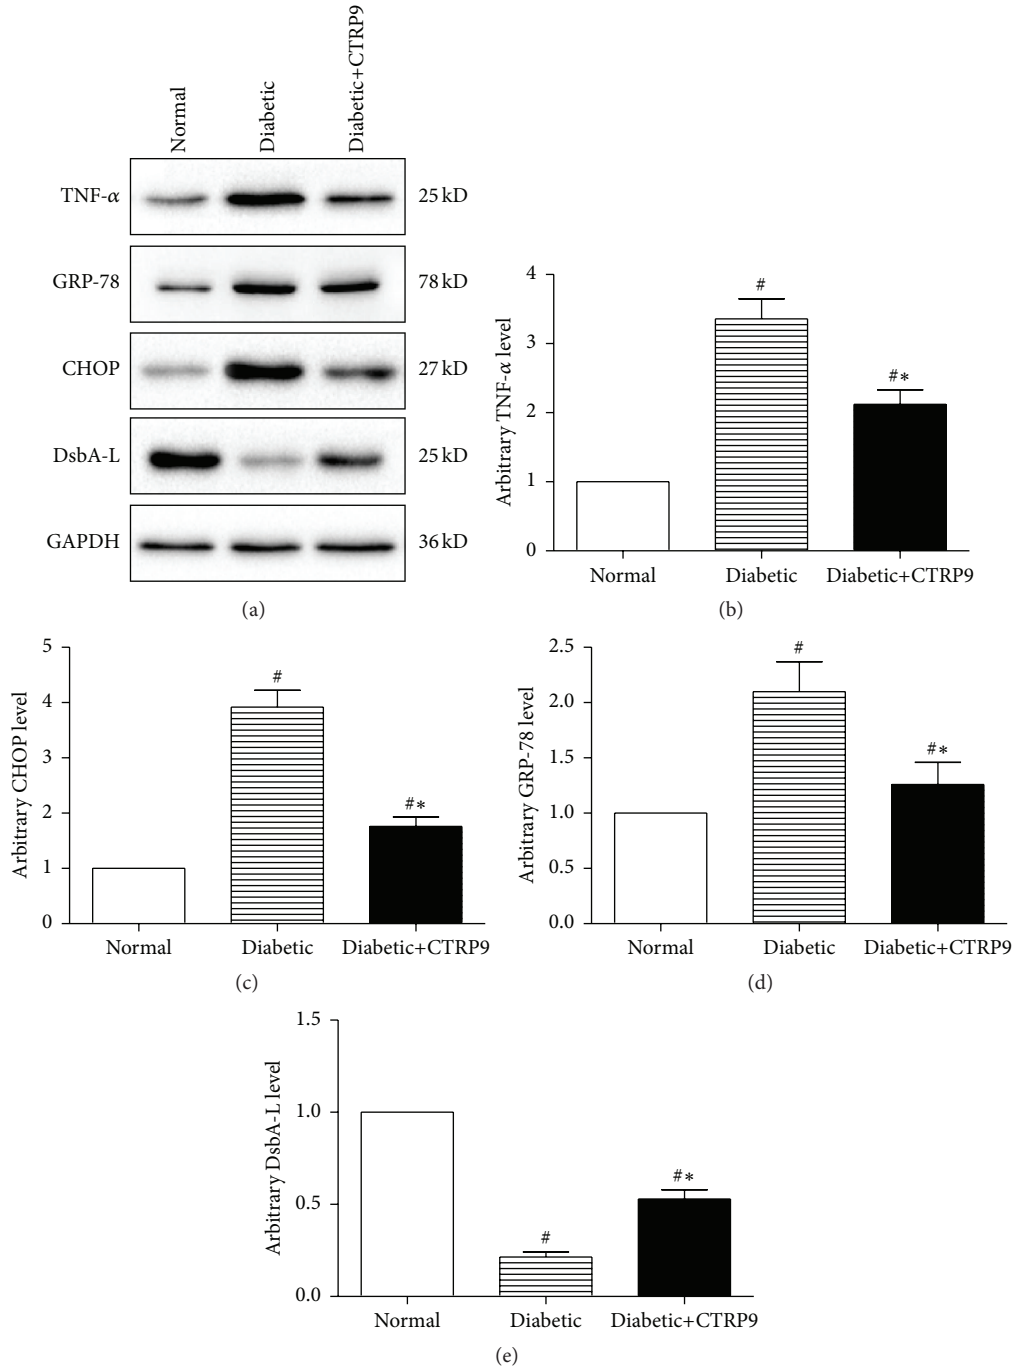 Normal
Diabetic
Diabetic+CTRP9
TNF-α 25 kD
GRP-78 78 kD
CHOP 27 kD
DsbA-L 25 kD
GAPDH 36 kD
(a)
Arbitrary TNF-α level
4
3
2
1
0
#
#*
Normal Diabetic Diabetic+CTRP9
(b)
Arbitrary CHOP level
5
4
3
2
1
0
#
#*
Normal Diabetic Diabetic+CTRP9
(c)
Arbitrary GRP-78 level
2.5
2.0
1.5
1.0
0.5
0.0
#
#*
Normal Diabetic Diabetic+CTRP9
(d)
Arbitrary DsbA-L level
1.5
1.0
0.5
0.0
#
#*
Normal Diabetic Diabetic+CTRP9
(e)